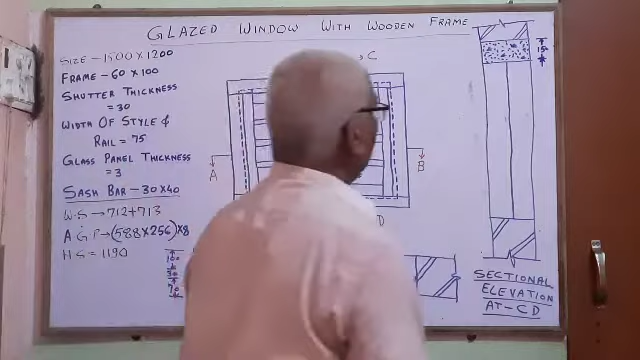 GLAZED WINDOW WITH WOODEN FRAME
SIZE - 1500 X 1200
FRAME - 60 X 100
SHUTTER THICKNESS
= 30
WIDTH OF STYLE &
RAIL = 75
GLASS PANEL THICKNESS
= 3
SASH BAR - 30 X 40
W.S → 712 + 713
A G P → (588 X 256) X 8
H S = 1190
C
A
B
D
100
30
15
SECTIONAL
ELEVATION
AT - CD